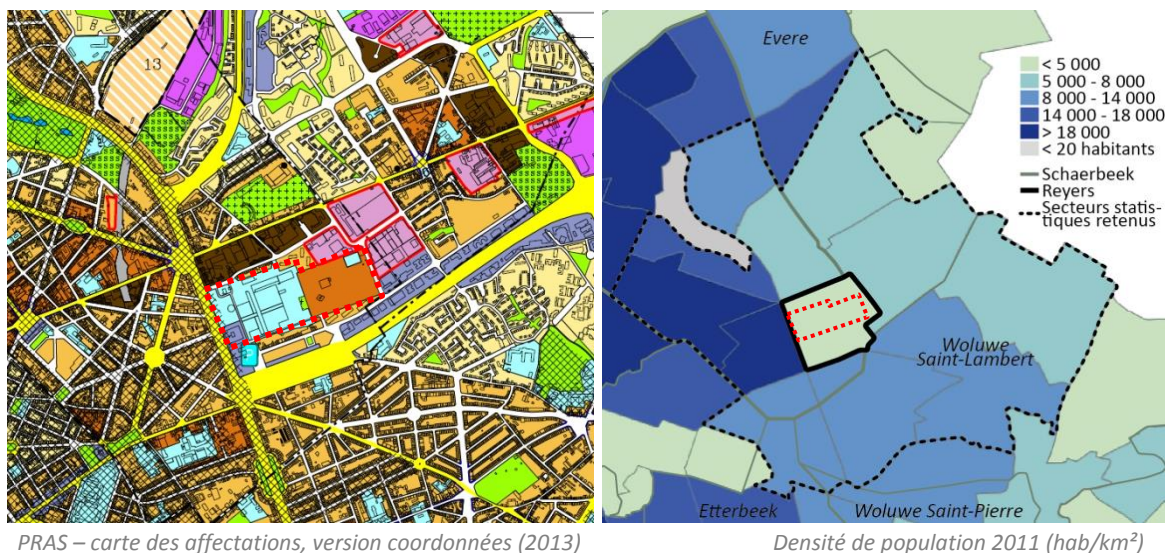 13
Evere
Woluwe
Saint-Lambert
Etterbeek
Woluwe Saint-Pierre
< 5 000
5 000 - 8 000
8 000 - 14 000
14 000 - 18 000
> 18 000
< 20 habitants
Schaerbeek
Reyers
Secteurs statis-
tiques retenus
PRAS – carte des affectations, version coordonnées (2013)
Densité de population 2011 (hab/km²)